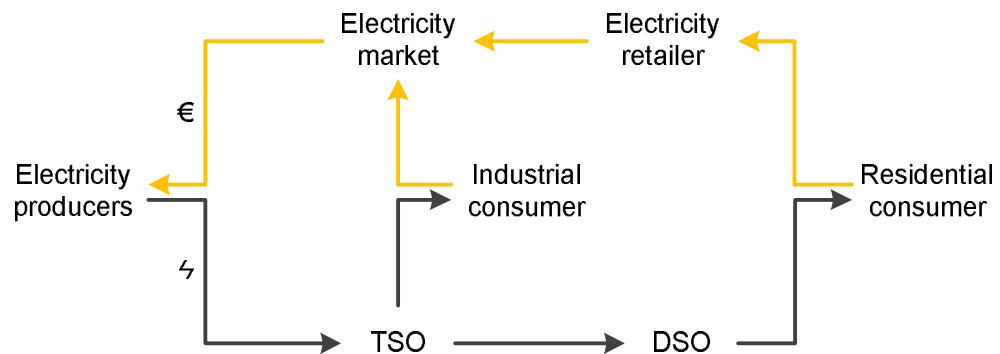 Electricity
market
Electricity
retailer
€
Electricity
producers
Industrial
consumer
Residential
consumer
TSO
DSO